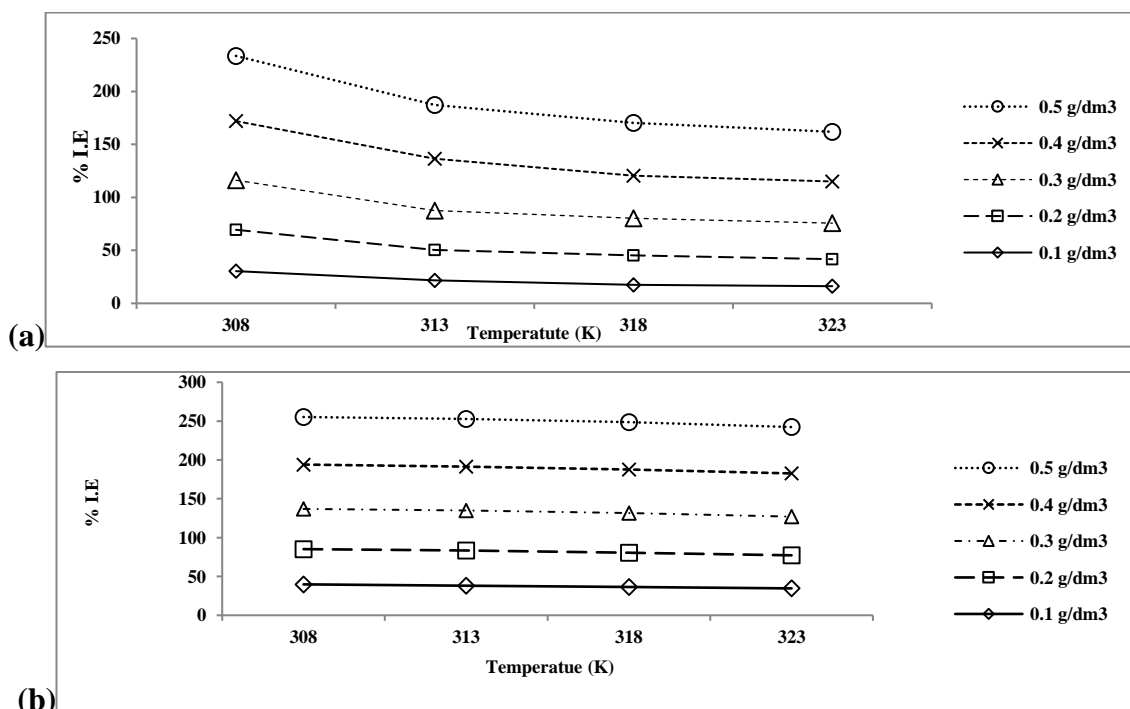 250
200
150
100
50
0
% I.E
308 313 318 323
Temperatute (K)
0.5 g/dm3
0.4 g/dm3
0.3 g/dm3
0.2 g/dm3
0.1 g/dm3
(a)
300
250
200
150
100
50
0
% I.E
308 313 318 323
Temperatue (K)
0.5 g/dm3
0.4 g/dm3
0.3 g/dm3
0.2 g/dm3
0.1 g/dm3
(b)